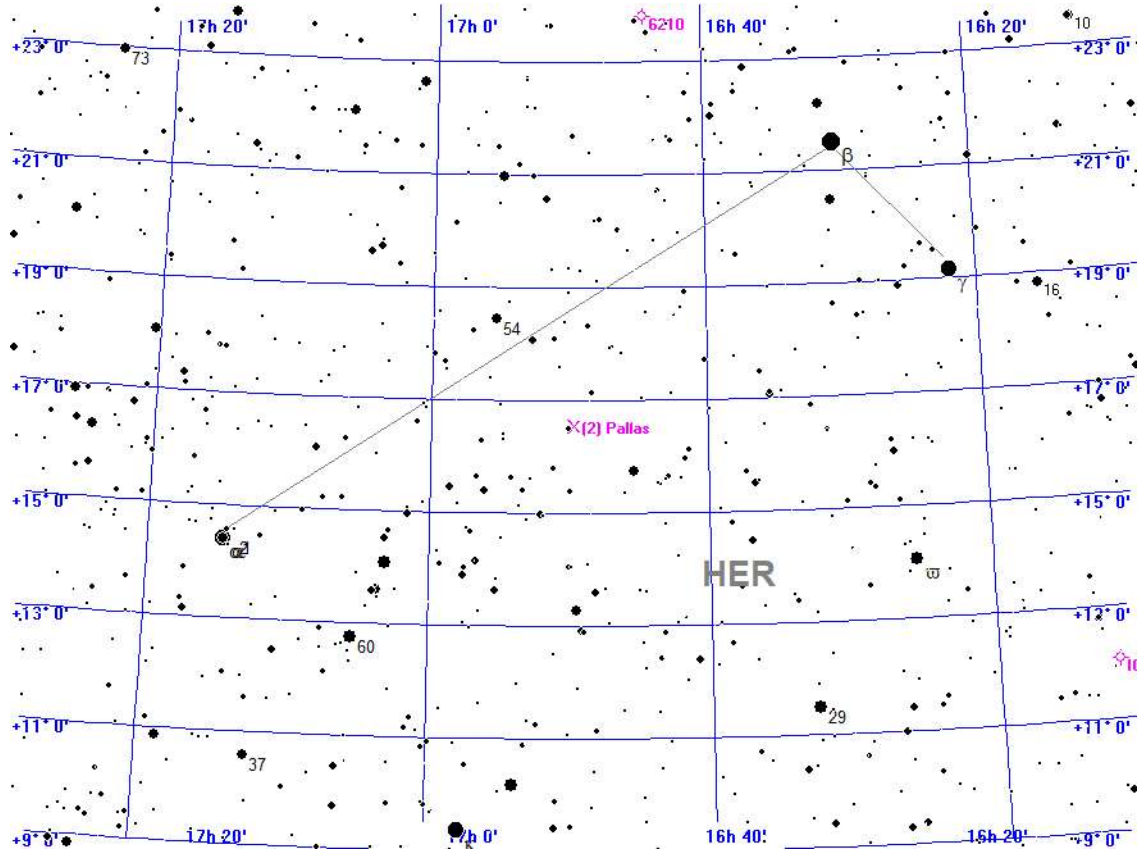 17h 20' 17h 0' 6210 16h 40' 16h 20' 10
+23° 0' 73 +23° 0'
+21° 0' β +21° 0'
+19° 0' γ 16 +19° 0'
54
+17° 0' +17° 0'
(2) Pallas
+15° 0' +15° 0'
HER ϖ
+13° 0' +13° 0'
60
+11° 0' 29 +11° 0'
37
+9° 0' 17h 20' 17h 0' 16h 40' 16h 20' +9° 0'